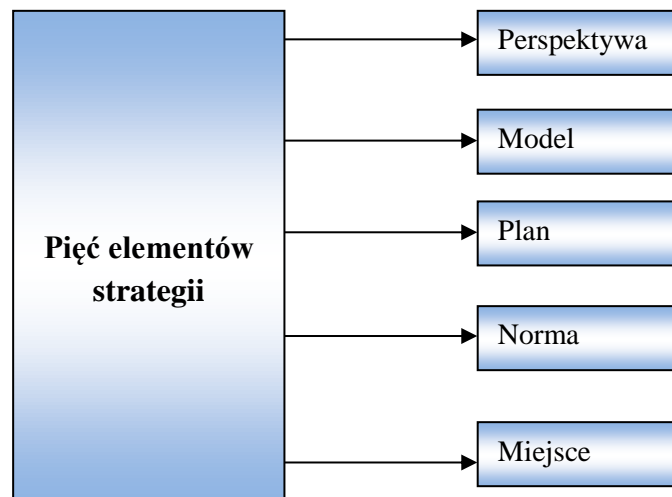 Pięć elementów
strategii
Perspektywa
Model
Plan
Norma
Miejsce